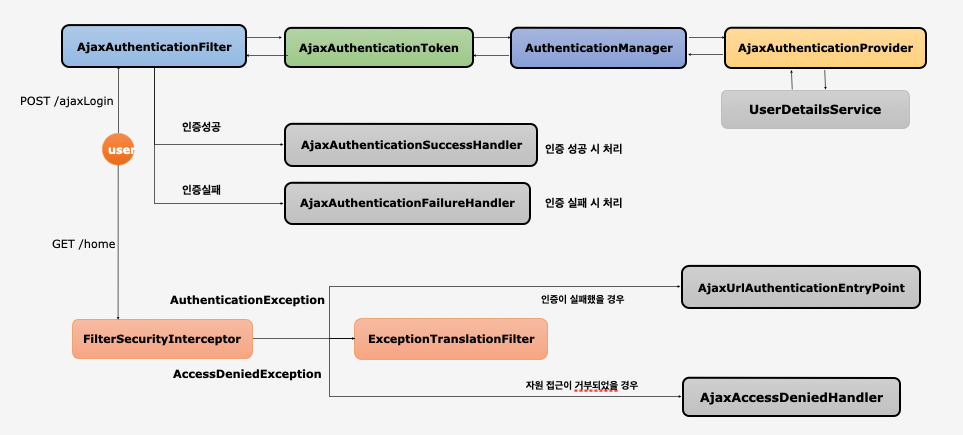 AjaxAuthenticationFilter
AjaxAuthenticationToken
AuthenticationManager
AjaxAuthenticationProvider
POST /ajaxLogin
UserDetailsService
인증성공
user
AjaxAuthenticationSuccessHandler
인증 성공 시 처리
인증실패
AjaxAuthenticationFailureHandler
인증 실패 시 처리
GET /home
AuthenticationException
인증이 실패했을 경우
AjaxUrlAuthenticationEntryPoint
FilterSecurityInterceptor
ExceptionTranslationFilter
AccessDeniedException
자원 접근이 거부되었을 경우
AjaxAccessDeniedHandler